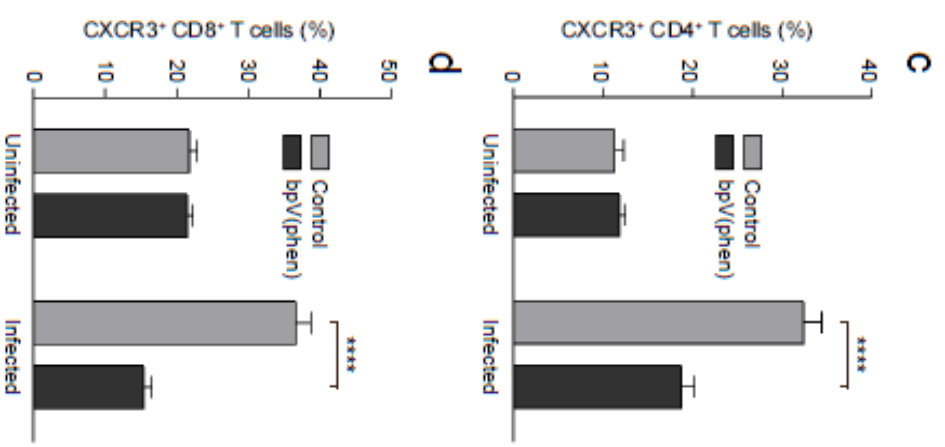 c
CXCR3⁺ CD4⁺ T cells (%)
40
30
20
10
0
Control
bpV(phen)
****
Uninfected Infected
d
CXCR3⁺ CD8⁺ T cells (%)
50
40
30
20
10
0
Control
bpV(phen)
****
Uninfected Infected